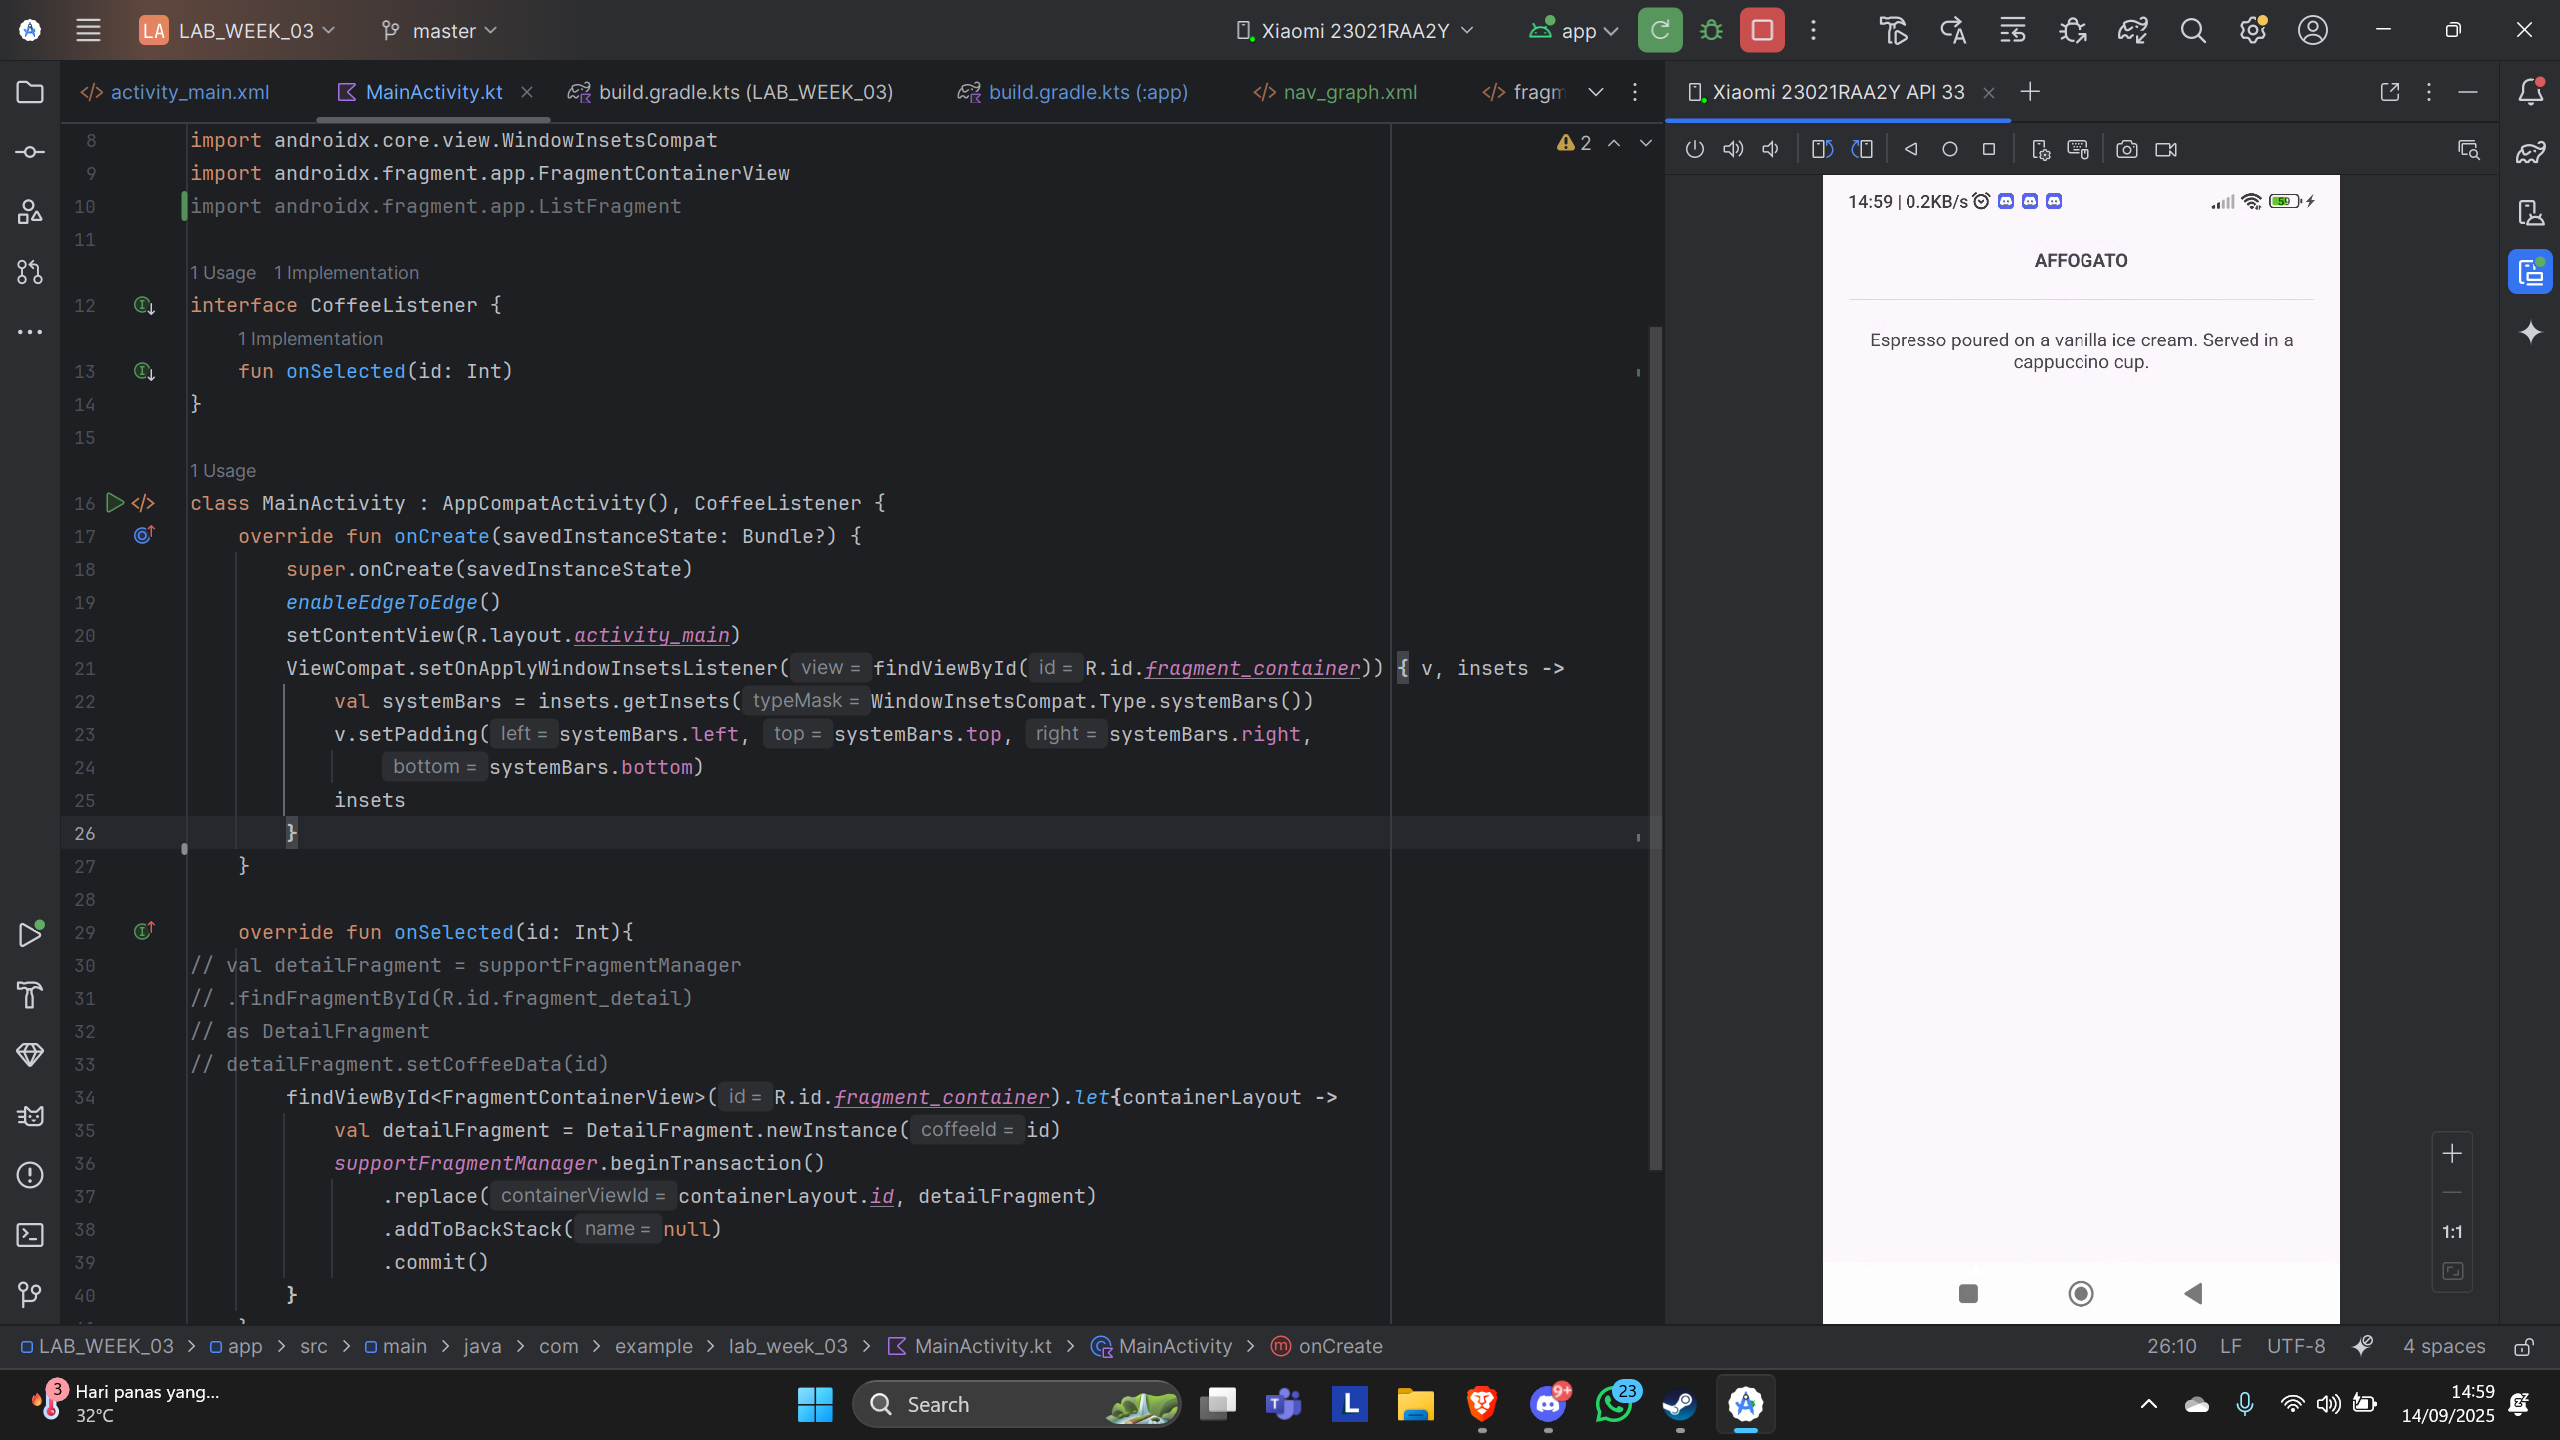 LA LAB_WEEK_03 master Xiaomi 23021RAA2Y app
activity_main.xml MainActivity.kt build.gradle.kts (LAB_WEEK_03) build.gradle.kts (:app) nav_graph.xml
Xiaomi 23021RAA2Y API 33
2
8 import androidx.core.view.WindowInsetsCompat
9 import androidx.fragment.app.FragmentContainerView
10 import androidx.fragment.app.ListFragment
11
1 Usage 1 Implementation
12 interface CoffeeListener {
1 Implementation
13 fun onSelected(id: Int)
14 }
15
1 Usage
16 class MainActivity : AppCompatActivity(), CoffeeListener {
17 override fun onCreate(savedInstanceState: Bundle?) {
18 super.onCreate(savedInstanceState)
19 enableEdgeToEdge()
20 setContentView(R.layout.activity_main)
21 ViewCompat.setOnApplyWindowInsetsListener( view = findViewById( id = R.id.fragment_container)) { v, insets ->
22 val systemBars = insets.getInsets( typeMask = WindowInsetsCompat.Type.systemBars())
23 v.setPadding( left = systemBars.left, top = systemBars.top, right = systemBars.right,
24 bottom = systemBars.bottom)
25 insets
26 }
27 }
28
29 override fun onSelected(id: Int){
30 // val detailFragment = supportFragmentManager
31 // .findFragmentById(R.id.fragment_detail)
32 // as DetailFragment
33 // detailFragment.setCoffeeData(id)
34 findViewById<FragmentContainerView>( id = R.id.fragment_container).let{containerLayout ->
35 val detailFragment = DetailFragment.newInstance( coffeeId = id)
36 supportFragmentManager.beginTransaction()
37 .replace( containerViewId = containerLayout.id, detailFragment)
38 .addToBackStack( name = null)
39 .commit()
40 }
14:59 | 0.2KB/s 59
AFFOGATO
Espresso poured on a vanilla ice cream. Served in a
cappuccino cup.
1:1
LAB_WEEK_03 > app > src > main > java > com > example > lab_week_03 > MainActivity.kt > MainActivity > onCreate
26:10 LF UTF-8 4 spaces
3 Hari panas yang...
32°C
Search
L
9+
23
14:59
14/09/2025